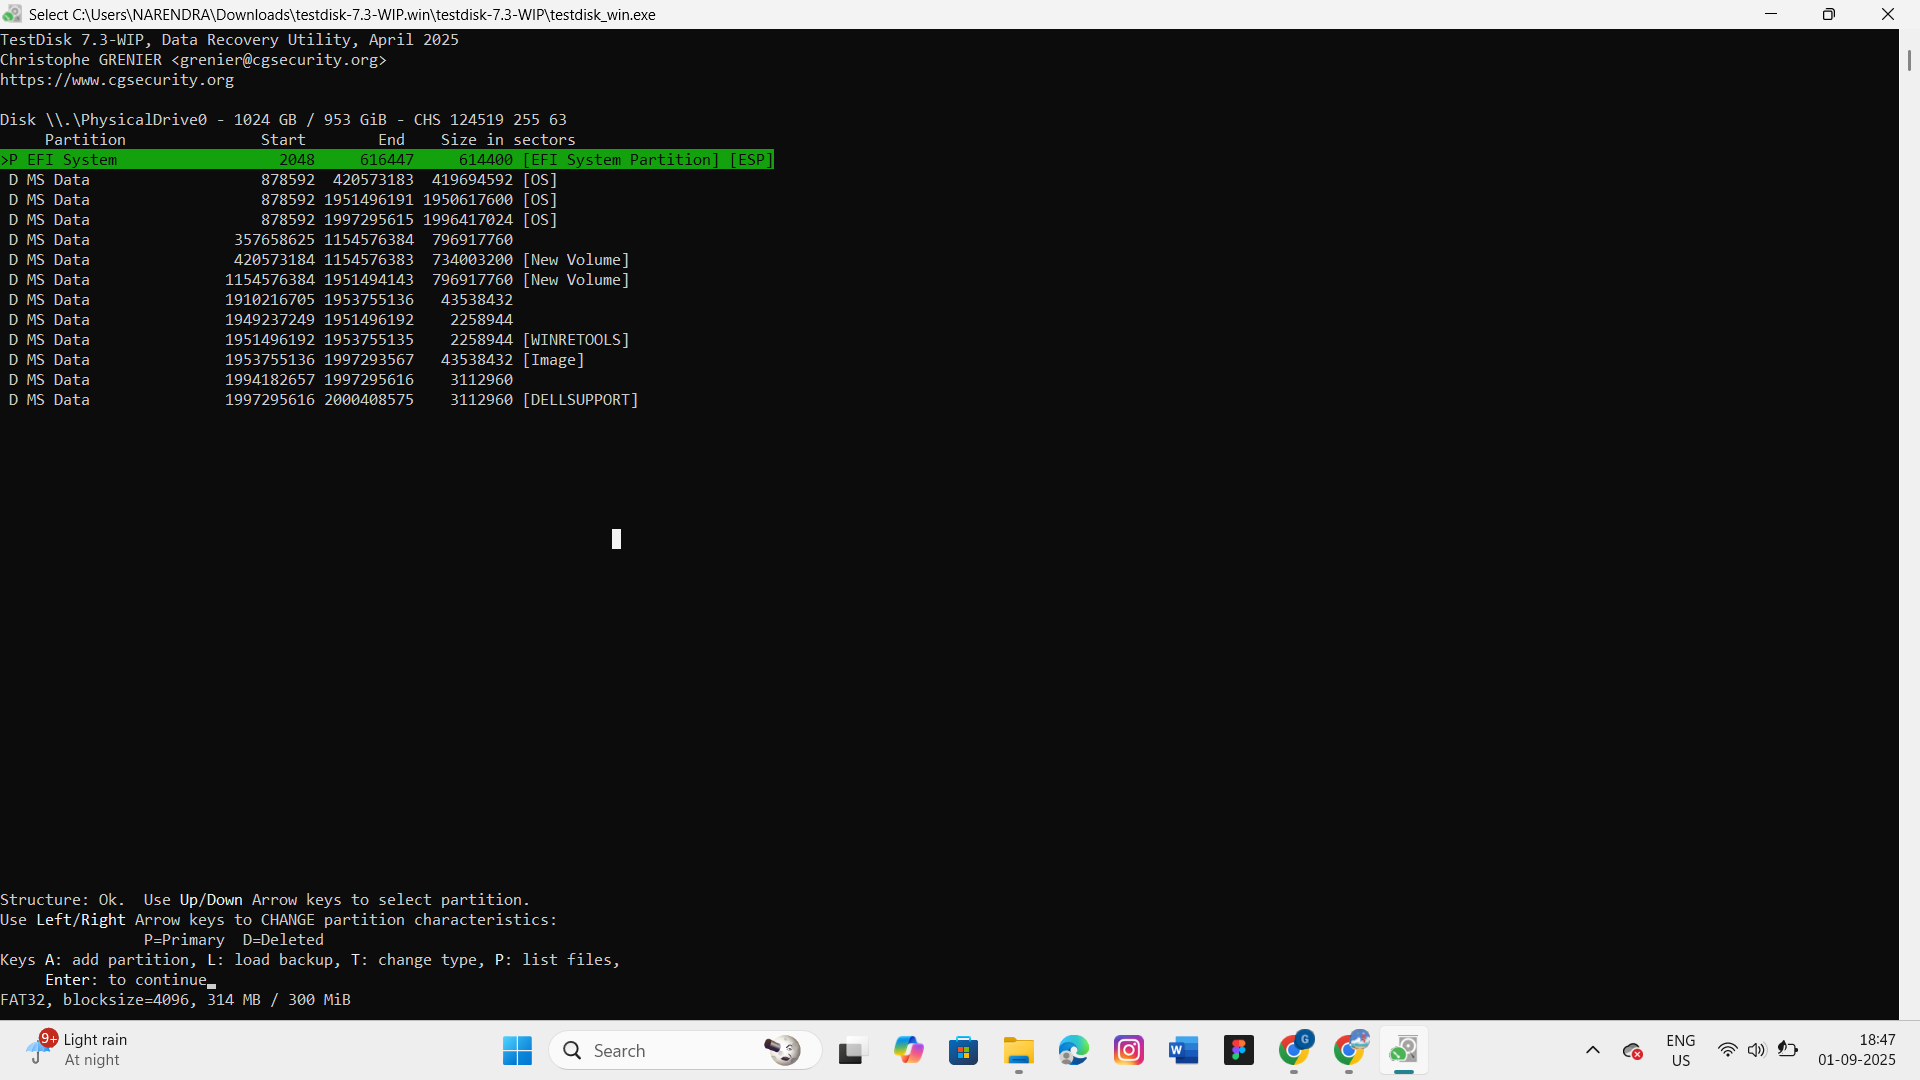 Select C:\Users\NARENDRA\Downloads\testdisk-7.3-WIP.win\testdisk-7.3-WIP\testdisk_win.exe
TestDisk 7.3-WIP, Data Recovery Utility, April 2025
Christophe GRENIER <grenier@cgsecurity.org>
https://www.cgsecurity.org
Disk \\.\PhysicalDrive0 - 1024 GB / 953 GiB - CHS 124519 255 63
     Partition               Start        End    Size in sectors
>P EFI System                  2048     616447     614400 [EFI System Partition] [ESP]
 D MS Data                   878592  420573183  419694592 [OS]
 D MS Data                   878592 1951496191 1950617600 [OS]
 D MS Data                   878592 1997295615 1996417024 [OS]
 D MS Data                357658625 1154576384  796917760
 D MS Data                420573184 1154576383  734003200 [New Volume]
 D MS Data               1154576384 1951494143  796917760 [New Volume]
 D MS Data               1910216705 1953755136   43538432
 D MS Data               1949237249 1951496192    2258944
 D MS Data               1951496192 1953755135    2258944 [WINRETOOLS]
 D MS Data               1953755136 1997293567   43538432 [Image]
 D MS Data               1994182657 1997295616    3112960
 D MS Data               1997295616 2000408575    3112960 [DELLSUPPORT]
Structure: Ok.  Use Up/Down Arrow keys to select partition.
Use Left/Right Arrow keys to CHANGE partition characteristics:
                P=Primary  D=Deleted
Keys A: add partition, L: load backup, T: change type, P: list files,
     Enter: to continue
FAT32, blocksize=4096, 314 MB / 300 MiB
9+
Light rain
At night
Search
W
G
ENG
US
18:47
01-09-2025